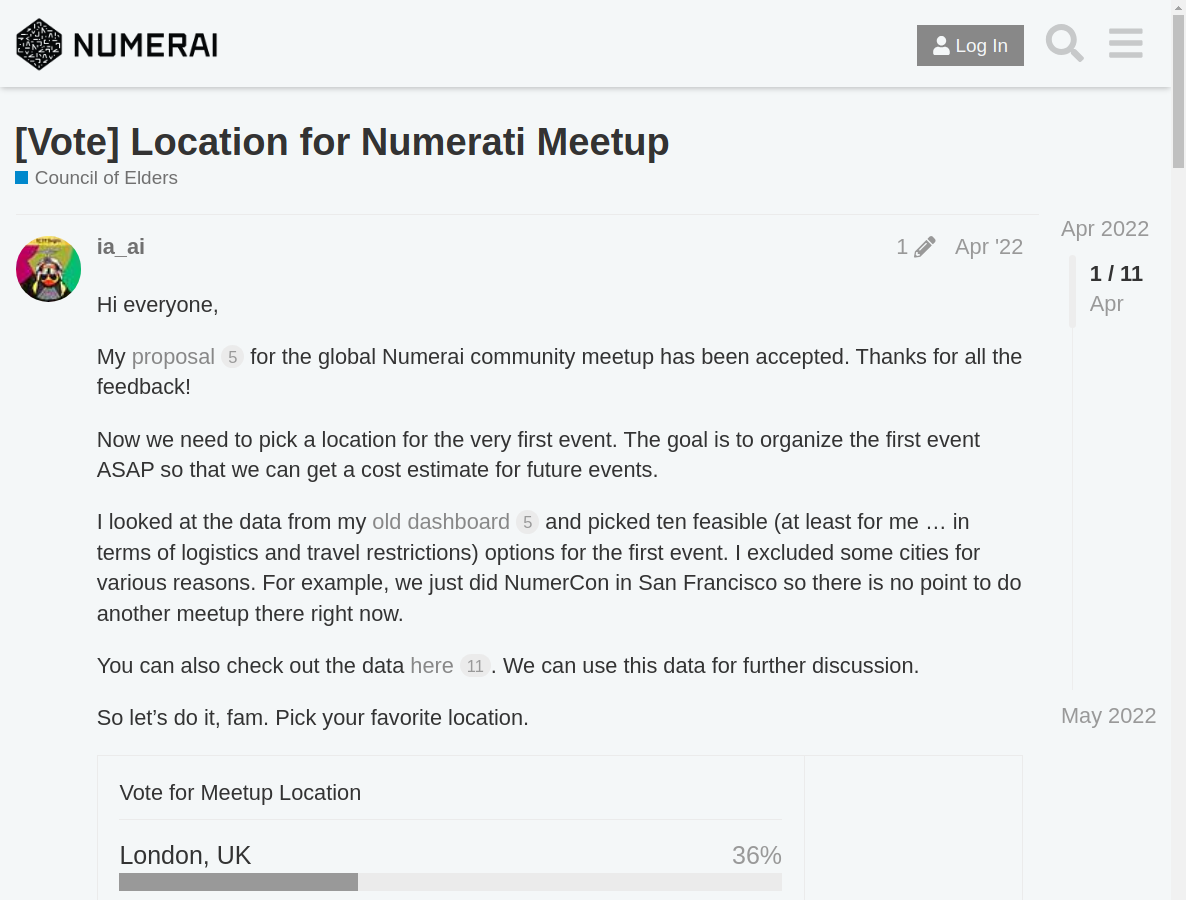 NUMERAI
Log In
[Vote] Location for Numerati Meetup
Council of Elders
ia_ai
1
Apr '22
Apr 2022
1 / 11
Apr
Hi everyone,
My proposal 5 for the global Numerai community meetup has been accepted. Thanks for all the
feedback!
Now we need to pick a location for the very first event. The goal is to organize the first event
ASAP so that we can get a cost estimate for future events.
I looked at the data from my old dashboard 5 and picked ten feasible (at least for me … in
terms of logistics and travel restrictions) options for the first event. I excluded some cities for
various reasons. For example, we just did NumerCon in San Francisco so there is no point to do
another meetup there right now.
You can also check out the data here 11. We can use this data for further discussion.
So let’s do it, fam. Pick your favorite location.
May 2022
Vote for Meetup Location
London, UK
36%